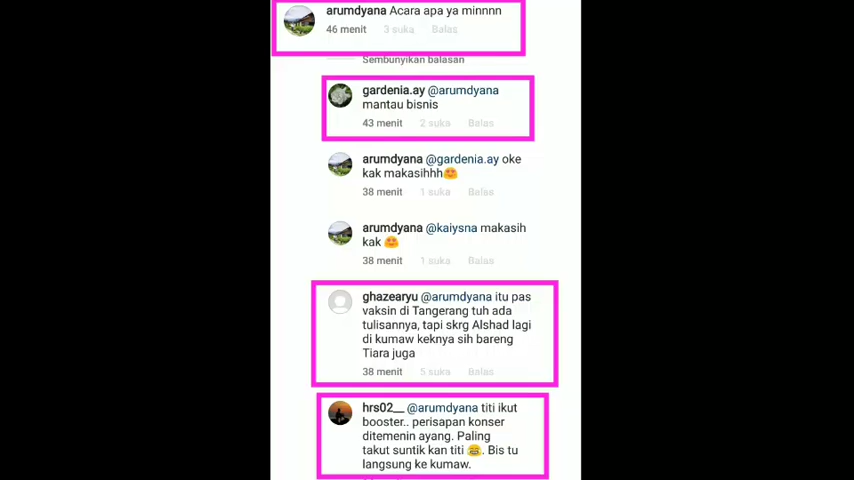 arumdyana Acara apa ya minnnn
46 menit 3 suka Balas
Sembunyikan balasan
gardenia.ay @arumdyana
mantau bisnis
43 menit 2 suka Balas
arumdyana @gardenia.ay oke
kak makasihhh😍
38 menit 1 suka Balas
arumdyana @kaiysna makasih
kak 😍
38 menit 1 suka Balas
ghazearyu @arumdyana itu pas
vaksin di Tangerang tuh ada
tulisannya, tapi skrg Alshad lagi
di kumaw keknya sih bareng
Tiara juga
38 menit 5 suka Balas
hrs02__ @arumdyana titi ikut
booster.. perisapan konser
ditemenin ayang. Paling
takut suntik kan titi 😂. Bis tu
langsung ke kumaw.